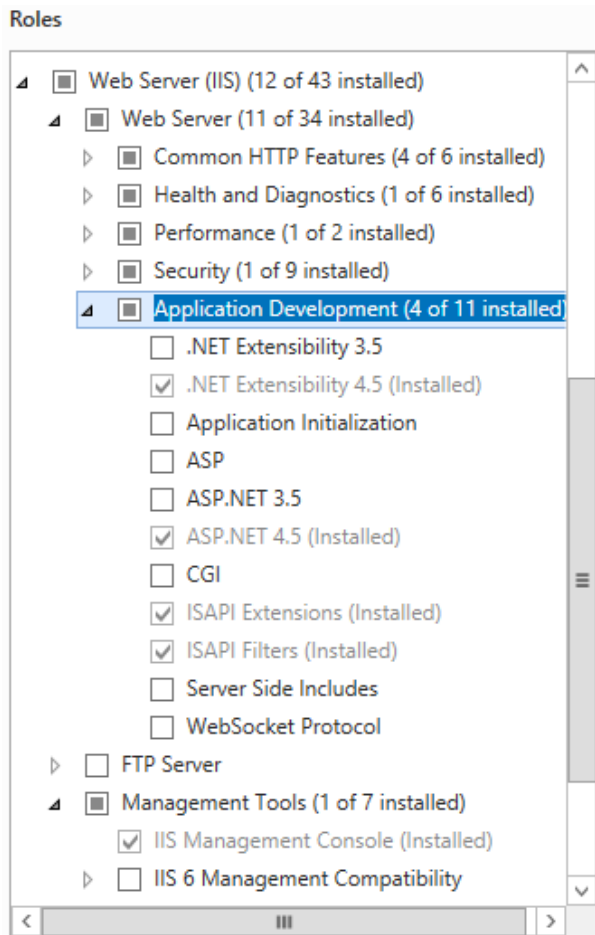 Roles
Web Server (IIS) (12 of 43 installed)
Web Server (11 of 34 installed)
Common HTTP Features (4 of 6 installed)
Health and Diagnostics (1 of 6 installed)
Performance (1 of 2 installed)
Security (1 of 9 installed)
Application Development (4 of 11 installed)
.NET Extensibility 3.5
.NET Extensibility 4.5 (Installed)
Application Initialization
ASP
ASP.NET 3.5
ASP.NET 4.5 (Installed)
CGI
ISAPI Extensions (Installed)
ISAPI Filters (Installed)
Server Side Includes
WebSocket Protocol
FTP Server
Management Tools (1 of 7 installed)
IIS Management Console (Installed)
IIS 6 Management Compatibility